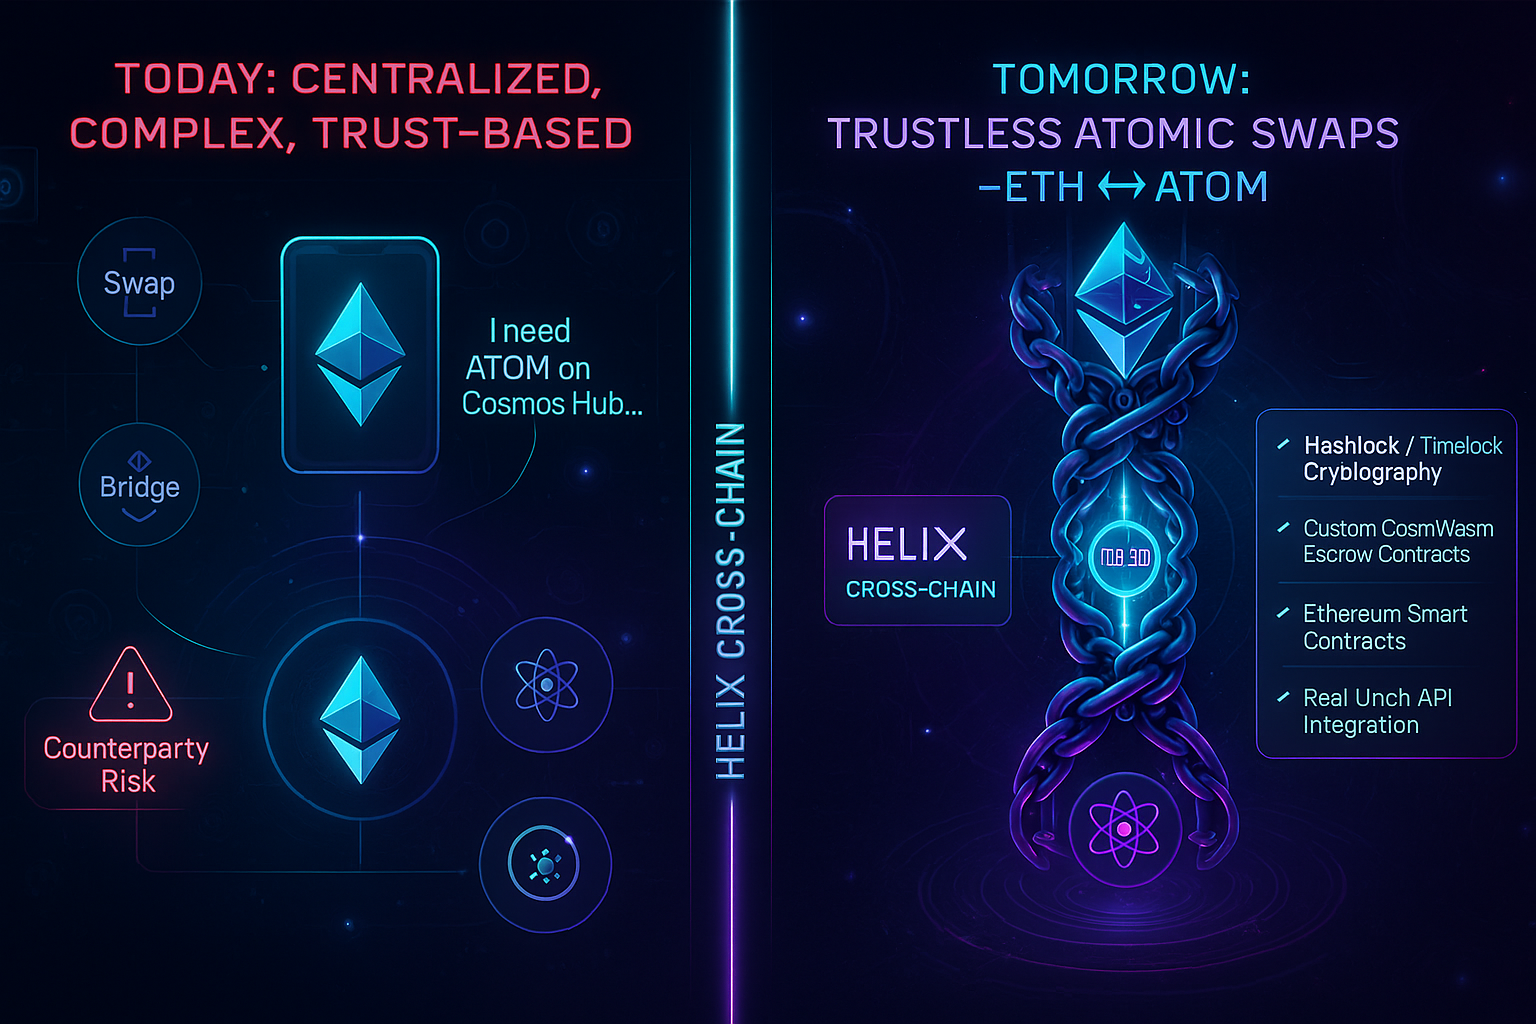 TODAY: CENTRALIZED,
COMPLEX, TRUST-BASED
Swap
I need
ATOM on
Cosmos Hub...
Bridge
Counterparty
Risk
HELIX CROSS-CHAIN
TOMORROW:
TRUSTLESS ATOMIC SWAPS
–ETH ↔ ATOM
HELIX
CROSS-CHAIN
Hashlock / Timelock
Cryblography
Custom CosmWasm
Escrow Contracts
Ethereum Smart
Contracts
Real Unch API
Integration